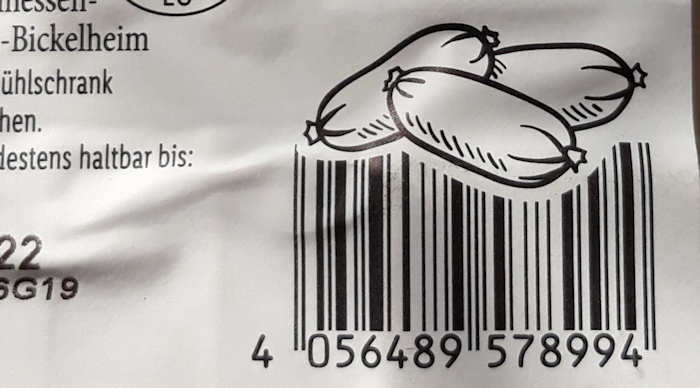 -Bickelheim
ühlschrank
hen.
destens haltbar bis:
22
6G19
4 056489 578994